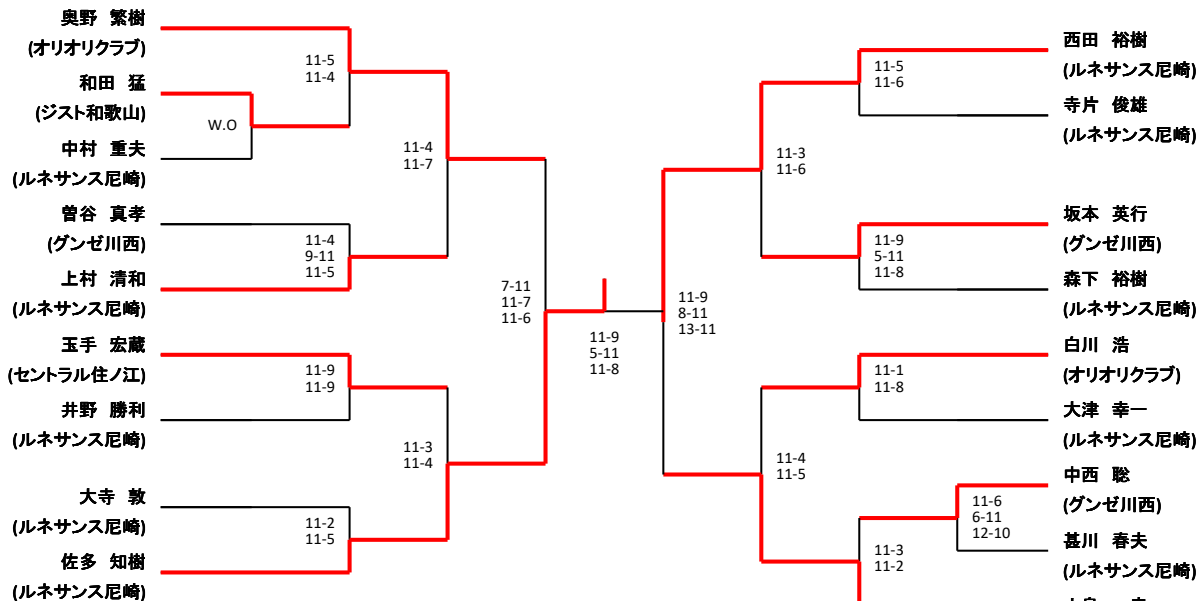 奥野 繁樹
(オリオリクラブ)
和田 猛
(ジスト和歌山)
中村 重夫
(ルネサンス尼崎)
曽谷 真孝
(グンゼ川西)
上村 清和
(ルネサンス尼崎)
玉手 宏蔵
(セントラル住ノ江)
井野 勝利
(ルネサンス尼崎)
大寺 敦
(ルネサンス尼崎)
佐多 知樹
(ルネサンス尼崎)
W.O
11-5
11-4
11-4
9-11
11-5
11-9
11-9
11-2
11-5
11-4
11-7
11-3
11-4
7-11
11-7
11-6
11-9
5-11
11-8
11-9
8-11
13-11
11-3
11-6
11-4
11-5
11-5
11-6
11-9
5-11
11-8
11-1
11-8
11-3
11-2
11-6
6-11
12-10
西田 裕樹
(ルネサンス尼崎)
寺片 俊雄
(ルネサンス尼崎)
坂本 英行
(グンゼ川西)
森下 裕樹
(ルネサンス尼崎)
白川 浩
(オリオリクラブ)
大津 幸一
(ルネサンス尼崎)
中西 聡
(グンゼ川西)
甚川 春夫
(ルネサンス尼崎)